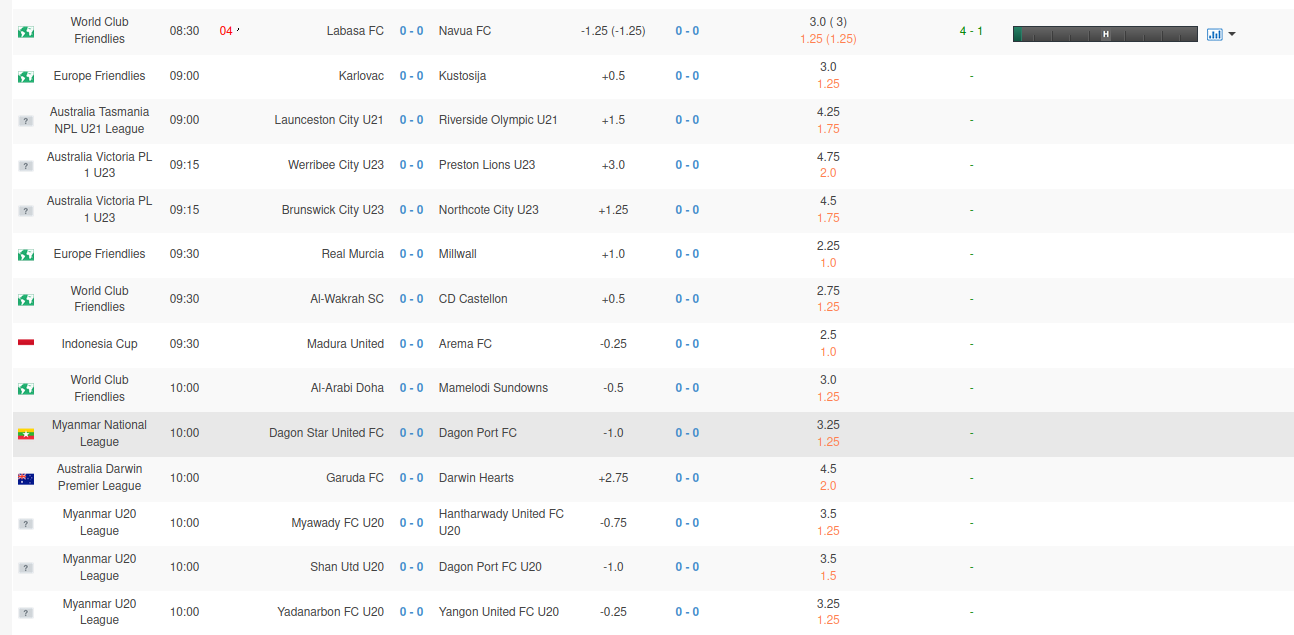 World Club Friendlies 08:30 04 ' Labasa FC 0 - 0 Navua FC -1.25 (-1.25) 0 - 0 3.0 ( 3) 1.25 (1.25) 4 - 1 H
Europe Friendlies 09:00 Karlovac 0 - 0 Kustosija +0.5 0 - 0 3.0 1.25 -
? Australia Tasmania NPL U21 League 09:00 Launceston City U21 0 - 0 Riverside Olympic U21 +1.5 0 - 0 4.25 1.75 -
? Australia Victoria PL 1 U23 09:15 Werribee City U23 0 - 0 Preston Lions U23 +3.0 0 - 0 4.75 2.0 -
? Australia Victoria PL 1 U23 09:15 Brunswick City U23 0 - 0 Northcote City U23 +1.25 0 - 0 4.5 1.75 -
Europe Friendlies 09:30 Real Murcia 0 - 0 Millwall +1.0 0 - 0 2.25 1.0 -
World Club Friendlies 09:30 Al-Wakrah SC 0 - 0 CD Castellon +0.5 0 - 0 2.75 1.25 -
Indonesia Cup 09:30 Madura United 0 - 0 Arema FC -0.25 0 - 0 2.5 1.0 -
World Club Friendlies 10:00 Al-Arabi Doha 0 - 0 Mamelodi Sundowns -0.5 0 - 0 3.0 1.25 -
Myanmar National League 10:00 Dagon Star United FC 0 - 0 Dagon Port FC -1.0 0 - 0 3.25 1.25 -
Australia Darwin Premier League 10:00 Garuda FC 0 - 0 Darwin Hearts +2.75 0 - 0 4.5 2.0 -
? Myanmar U20 League 10:00 Myawady FC U20 0 - 0 Hantharwady United FC U20 -0.75 0 - 0 3.5 1.25 -
? Myanmar U20 League 10:00 Shan Utd U20 0 - 0 Dagon Port FC U20 -1.0 0 - 0 3.5 1.5 -
? Myanmar U20 League 10:00 Yadanarbon FC U20 0 - 0 Yangon United FC U20 -0.25 0 - 0 3.25 1.25 -